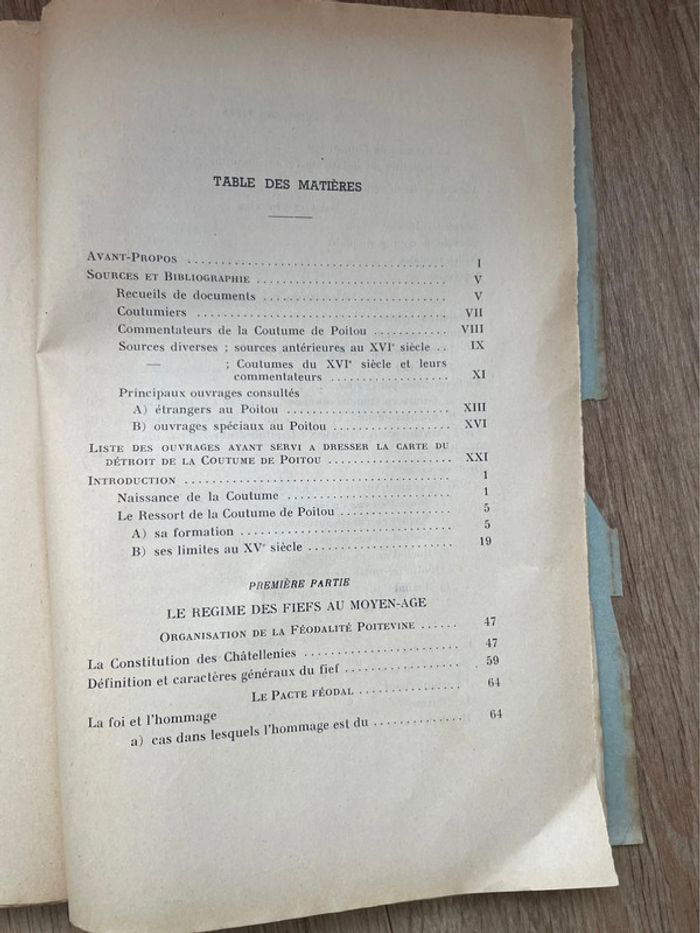 TABLE DES MATIÈRES
AVANT-PROPOS .......... I
SOURCES ET BIBLIOGRAPHIE .......... V
Recueils de documents .......... V
Coutumiers .......... VII
Commentateurs de la Coutume de Poitou .......... VIII
Sources diverses ; sources antérieures au XVIe siècle .. IX
— ; Coutumes du XVIe siècle et leurs
commentateurs .......... XI
Principaux ouvrages consultés
A) étrangers au Poitou .......... XIII
B) ouvrages spéciaux au Poitou .......... XVI
LISTE DES OUVRAGES AYANT SERVI A DRESSER LA CARTE DU
DÉTROIT DE LA COUTUME DE POITOU .......... XXI
INTRODUCTION .......... 1
Naissance de la Coutume .......... 1
Le Ressort de la Coutume de Poitou .......... 5
A) sa formation .......... 5
B) ses limites au XVe siècle .......... 19
PREMIÈRE PARTIE
LE REGIME DES FIEFS AU MOYEN-AGE
ORGANISATION DE LA FÉODALITÉ POITEVINE ...... 47
La Constitution des Châtellenies .......... 47
Définition et caractères généraux du fief .......... 59
LE PACTE FÉODAL .......... 64
La foi et l'hommage
a) cas dans lesquels l'hommage est du .......... 64